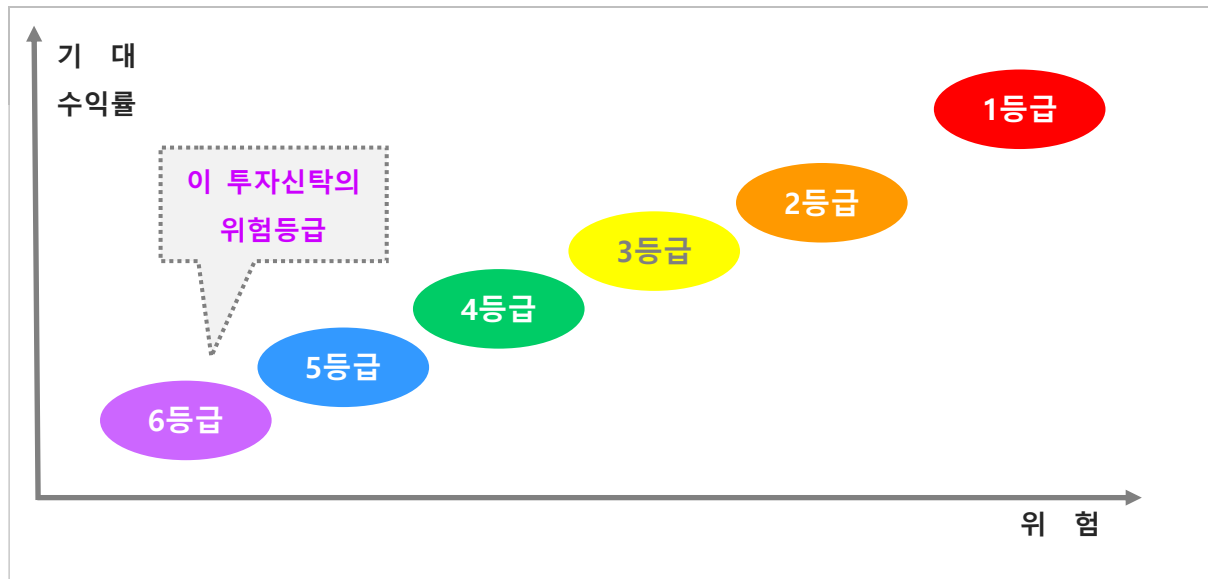 기 대
수익률
1등급
2등급
이 투자신탁의
위험등급
3등급
4등급
5등급
6등급
위 험